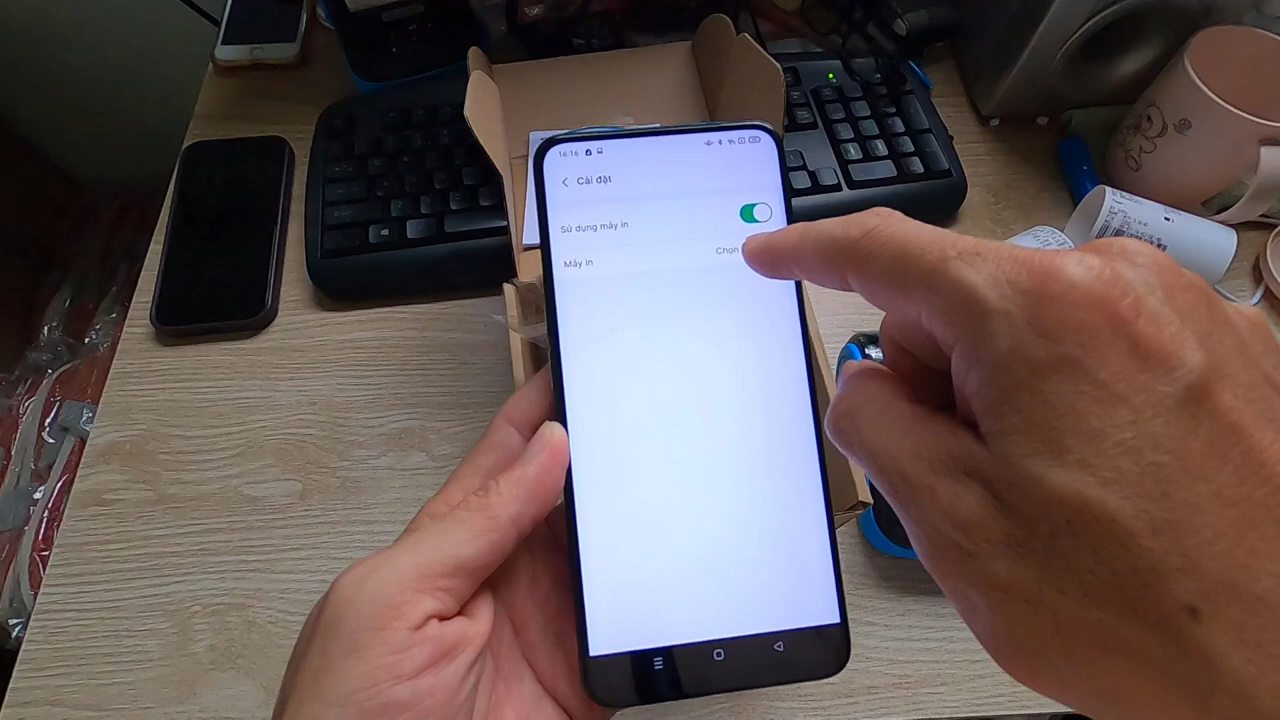 16:16
Cài đặt
Sử dụng máy in
Máy in
Chọn